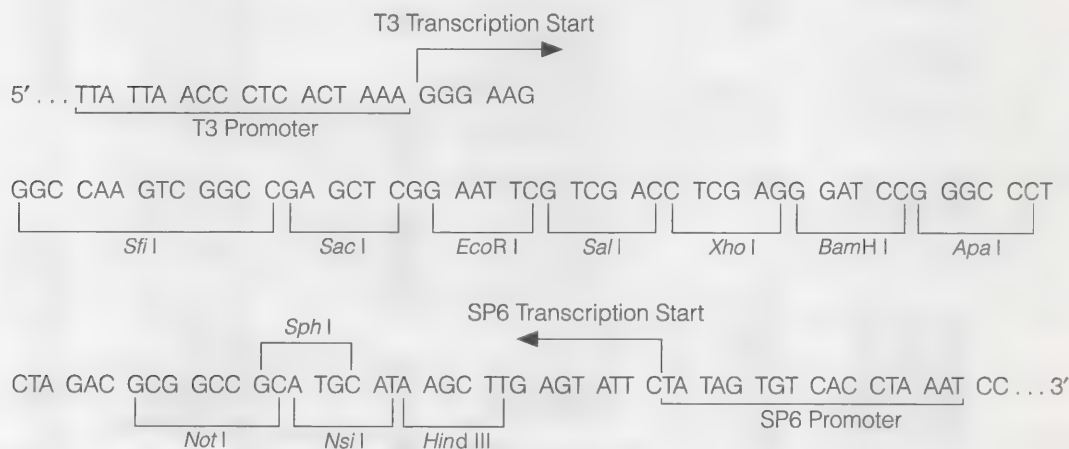 T3 Transcription Start
5' ... TTA TTA ACC CTC ACT AAA GGG AAG
T3 Promoter
GGC CAA GTC GGC CGA GCT CGG AAT TCG TCG ACC TCG AGG GAT CCG GGC CCT
Sfi I Sac I EcoR I Sal I Xho I BamH I Apa I
SP6 Transcription Start
Sph I
CTA GAC GCG GCC GCA TGC ATA AGC TTG AGT ATT CTA TAG TGT CAC CTA AAT CC ... 3'
Not I Nsi I Hind III SP6 Promoter